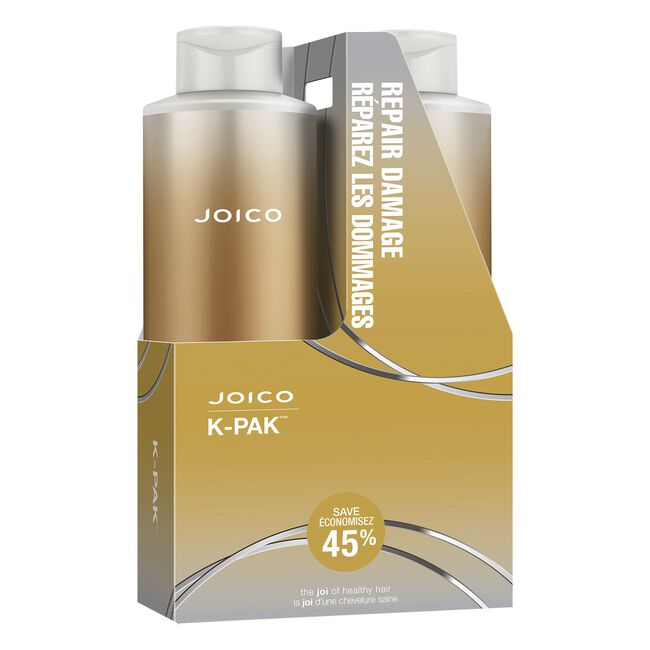 JOICO
REPAIR DAMAGE
RÉPAREZ LES DOMMAGES
JOICO
K-PAK
K-PAK
SAVE
ÉCONOMISEZ
45%
the joi of healthy hair
la joi d'une chevelure saine